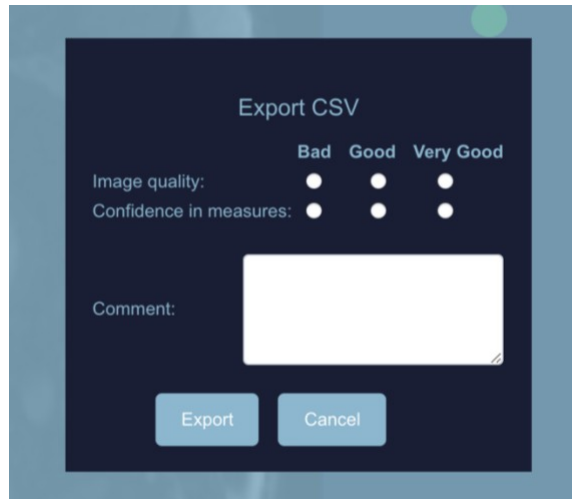 Export CSV
Bad Good Very Good
Image quality:
Confidence in measures:
Comment:
Export Cancel